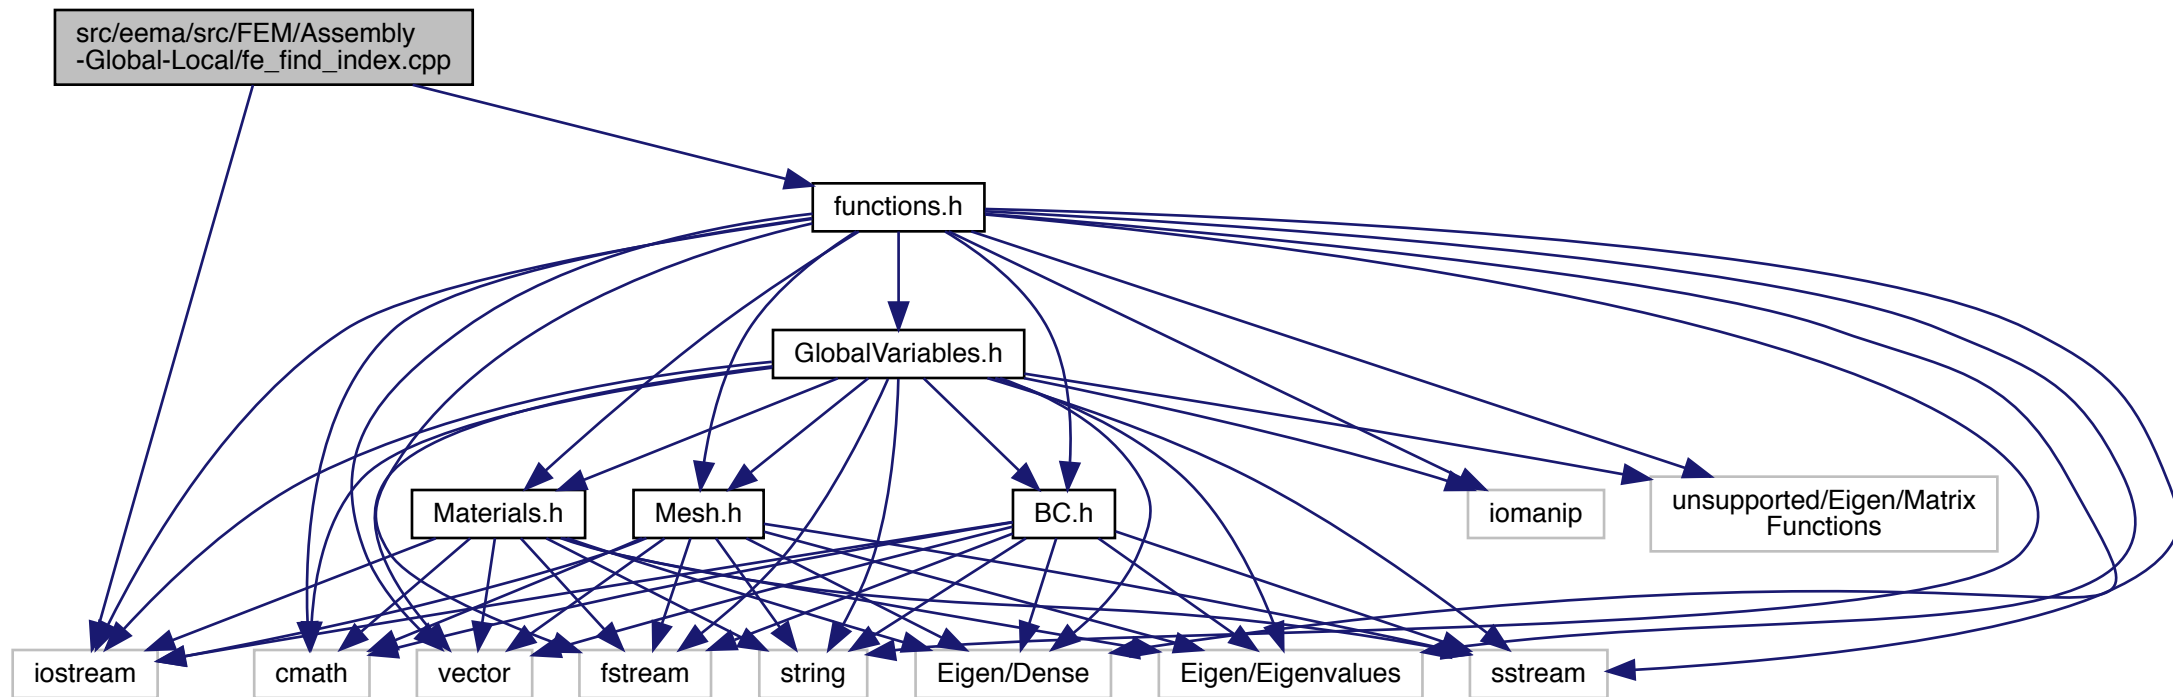 src/eema/src/FEM/Assembly
-Global-Local/fe_find_index.cpp
functions.h
GlobalVariables.h
Materials.h
Mesh.h
BC.h
iomanip
unsupported/Eigen/Matrix
Functions
iostream
cmath
vector
fstream
string
Eigen/Dense
Eigen/Eigenvalues
sstream